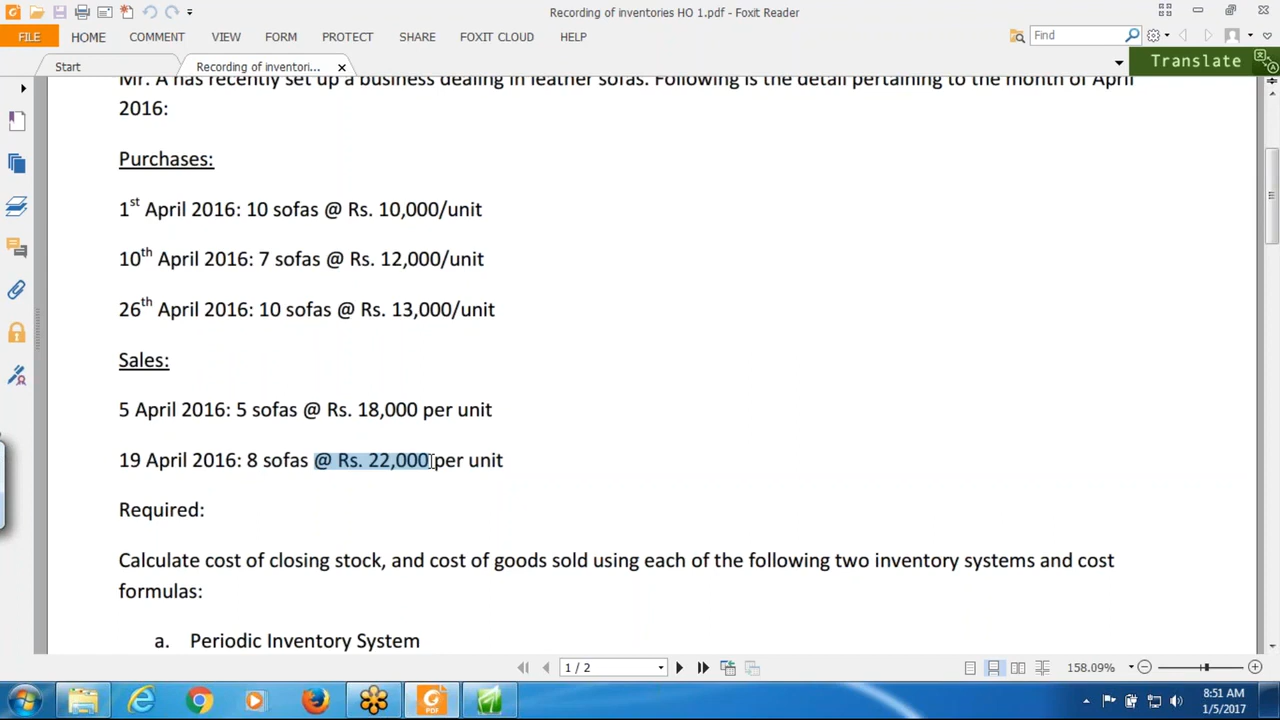 Recording of inventories HO 1.pdf - Foxit Reader
FILE
HOME
COMMENT
VIEW
FORM
PROTECT
SHARE
FOXIT CLOUD
HELP
Find
Start
Recording of inventori...
Translate
Mr. A has recently set up a business dealing in leather sofas. Following is the detail pertaining to the month of April
2016:
Purchases:
1st April 2016: 10 sofas @ Rs. 10,000/unit
10th April 2016: 7 sofas @ Rs. 12,000/unit
26th April 2016: 10 sofas @ Rs. 13,000/unit
Sales:
5 April 2016: 5 sofas @ Rs. 18,000 per unit
19 April 2016: 8 sofas @ Rs. 22,000 per unit
Required:
Calculate cost of closing stock, and cost of goods sold using each of the following two inventory systems and cost
formulas:
a. Periodic Inventory System
1 / 2
158.09%
8:51 AM
1/5/2017